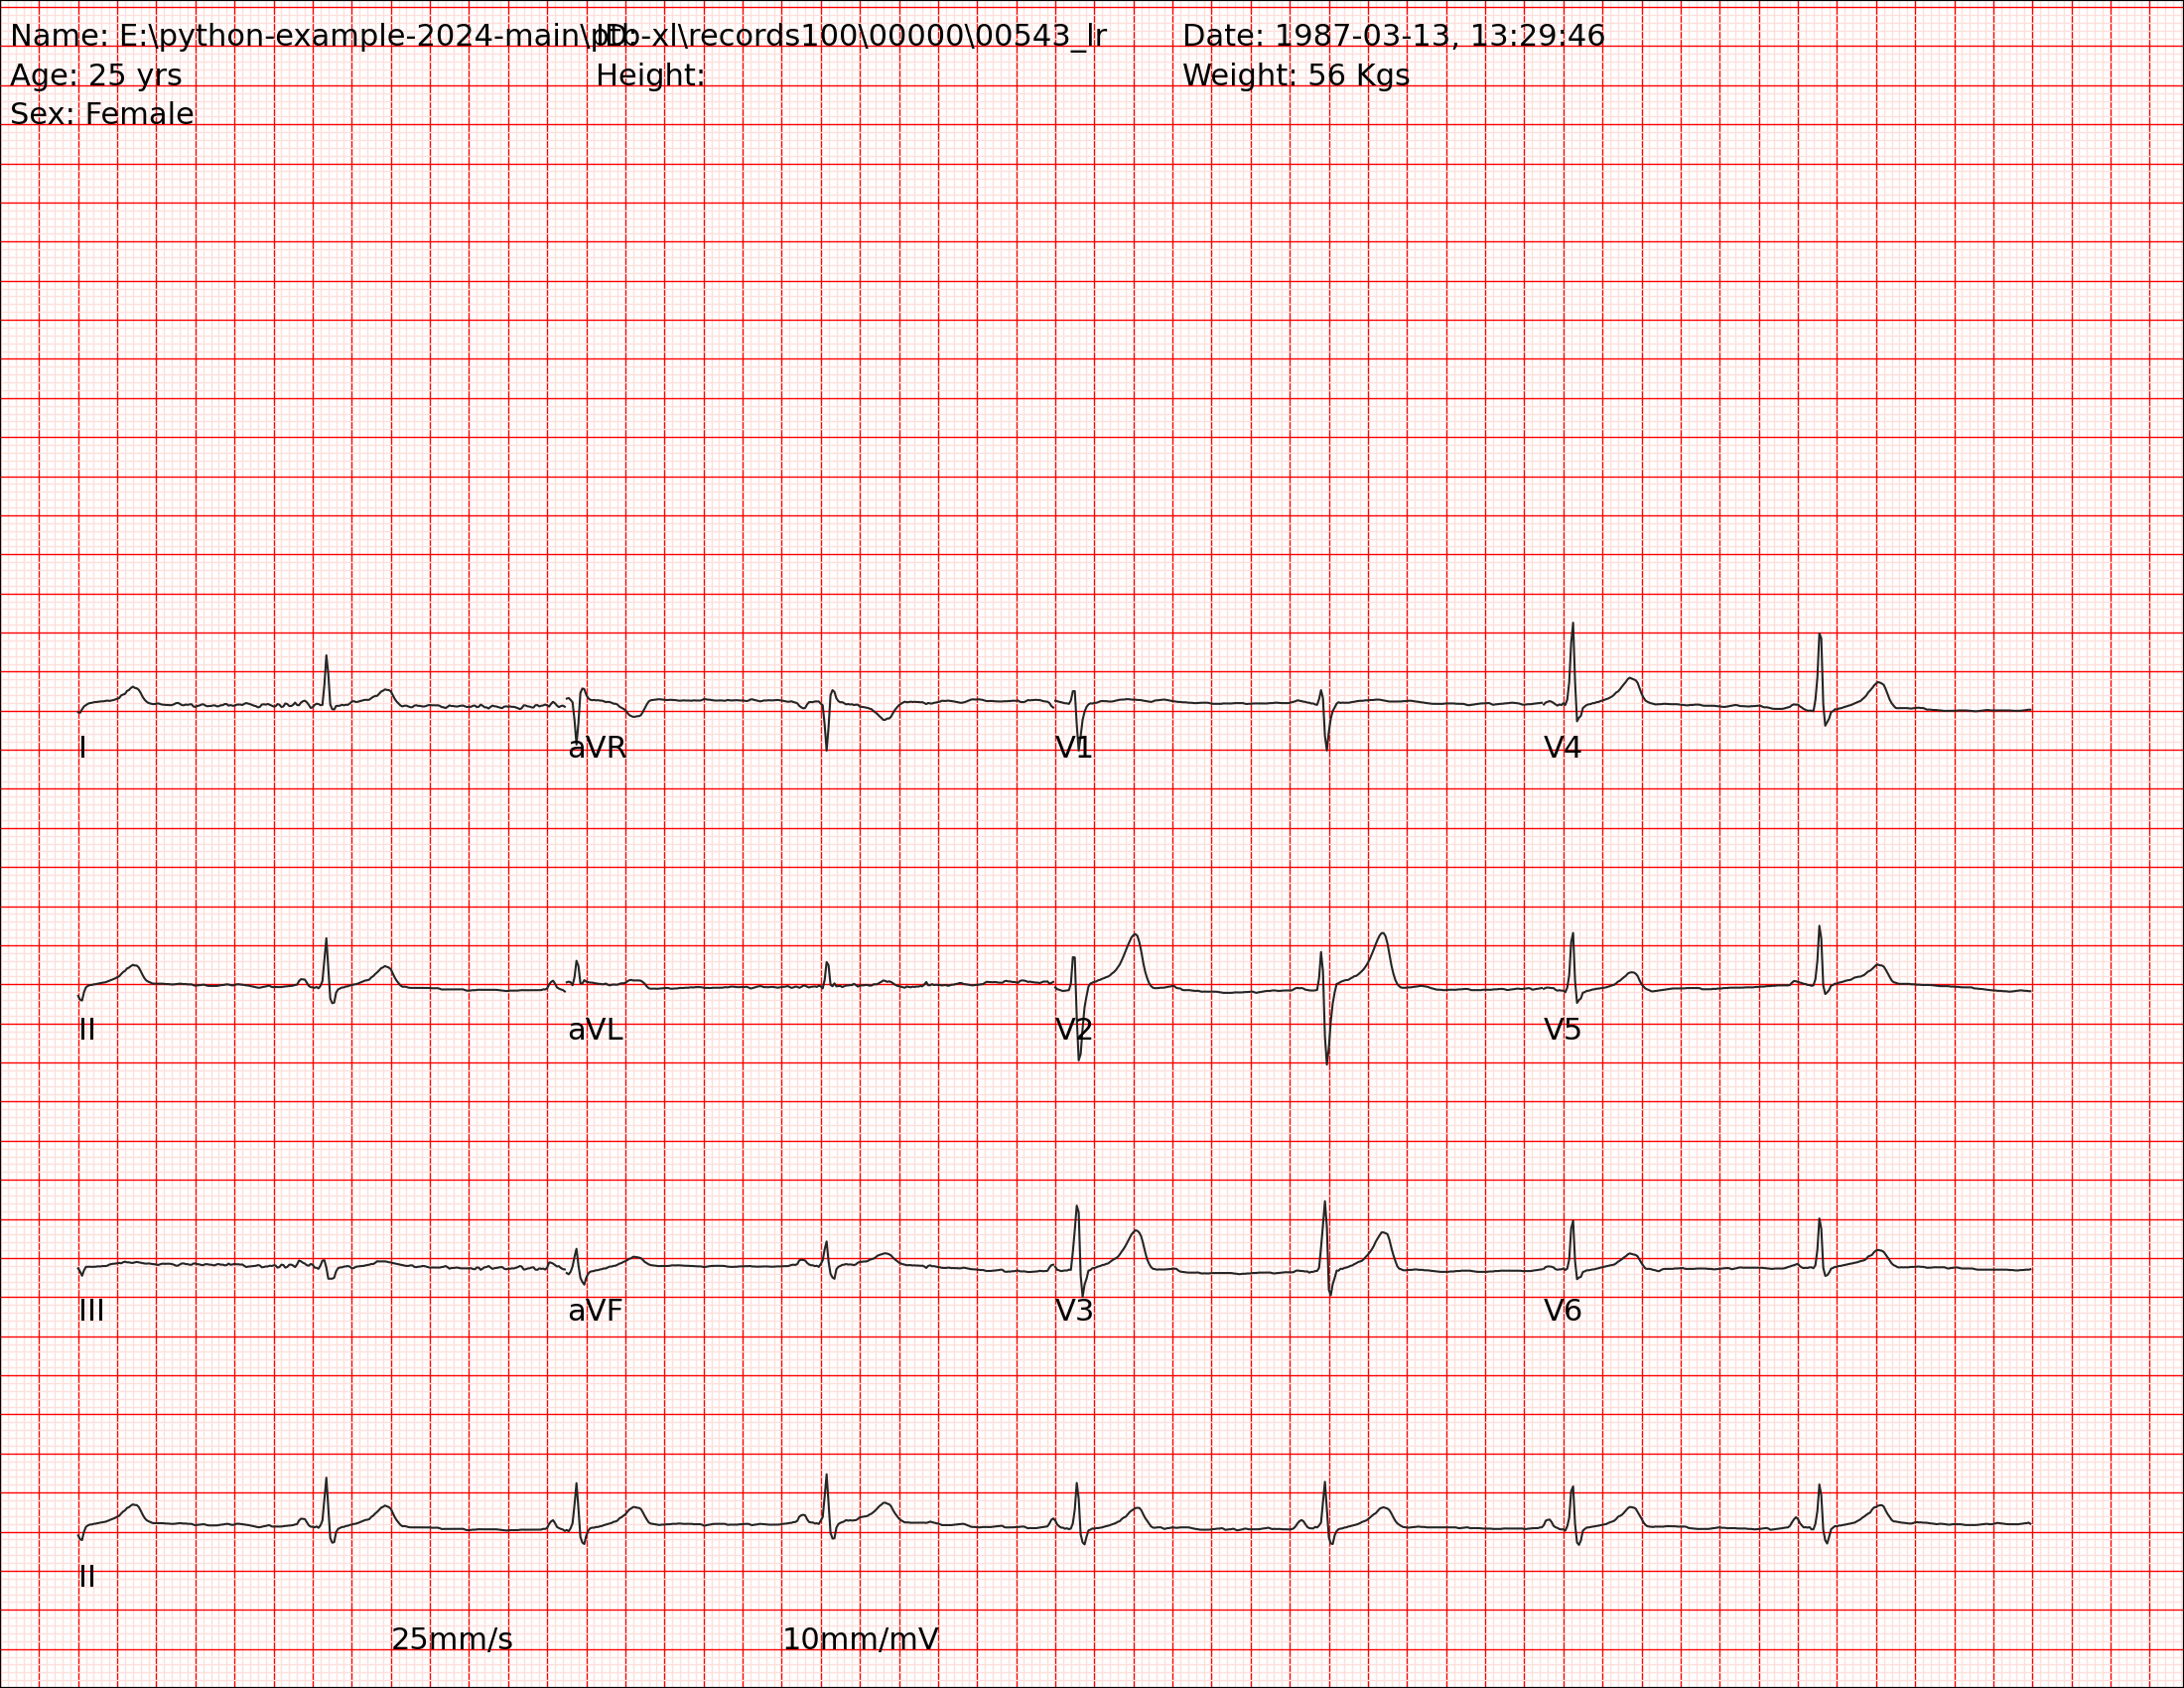 Name: E:\python-example-2024-main\ptb-xl\records100\00000\00543_lr ID: Date: 1987-03-13, 13:29:46
Age: 25 yrs Height: Weight: 56 Kgs
Sex: Female
I aVR V1 V4
II aVL V2 V5
III aVF V3 V6
II
25mm/s 10mm/mV